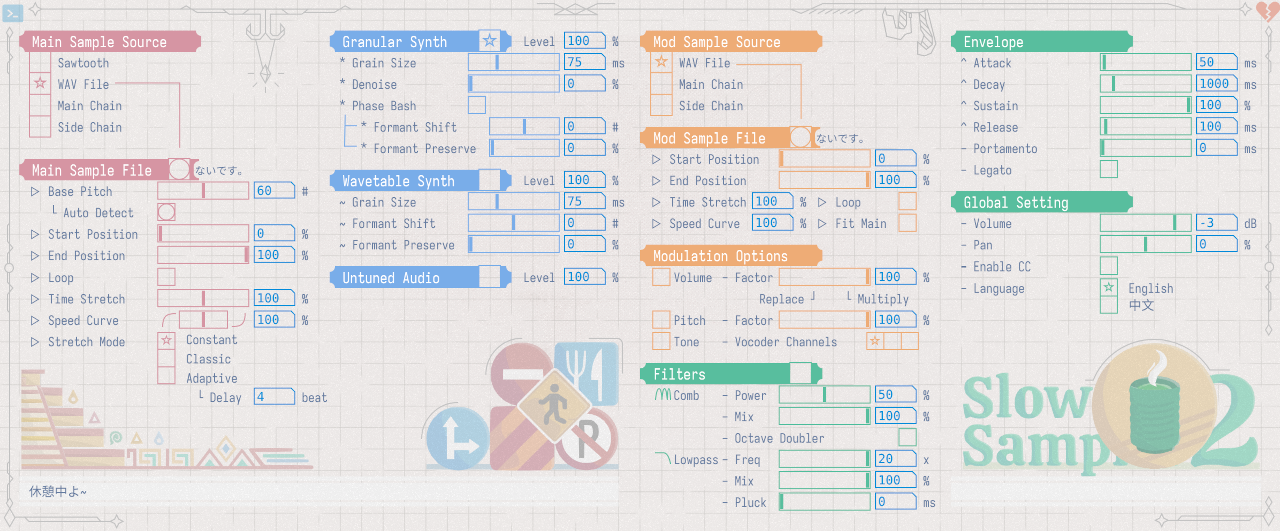 Main Sample Source
Sawtooth
WAV File
Main Chain
Side Chain
Main Sample File ないです。
Base Pitch 60 #
Auto Detect
Start Position 0 %
End Position 100 %
Loop
Time Stretch 100 %
Speed Curve 100 %
Stretch Mode Constant
Classic
Adaptive
Delay 4 beat
休憩中よ~
Granular Synth Level 100 %
* Grain Size 75 ms
* Denoise 0 %
* Phase Bash
* Formant Shift 0 #
* Formant Preserve 0 %
Wavetable Synth Level 100 %
~ Grain Size 75 ms
~ Formant Shift 0 #
~ Formant Preserve 0 %
Untuned Audio Level 100 %
P
Mod Sample Source
WAV File
Main Chain
Side Chain
Mod Sample File ないです。
Start Position 0 %
End Position 100 %
Time Stretch 100 % Loop
Speed Curve 100 % Fit Main
Modulation Options
Volume - Factor 100 %
Replace Multiply
Pitch - Factor 100 %
Tone - Vocoder Channels
Filters
Comb - Power 50 %
- Mix 100 %
- Octave Doubler
Lowpass - Freq 20 x
- Mix 100 %
- Pluck 0 ms
Envelope
^ Attack 50 ms
^ Decay 1000 ms
^ Sustain 100 %
^ Release 100 ms
- Portamento 0 ms
- Legato
Global Setting
- Volume -3 dB
- Pan 0 %
- Enable CC
- Language English
中文
Slow
Samp 2